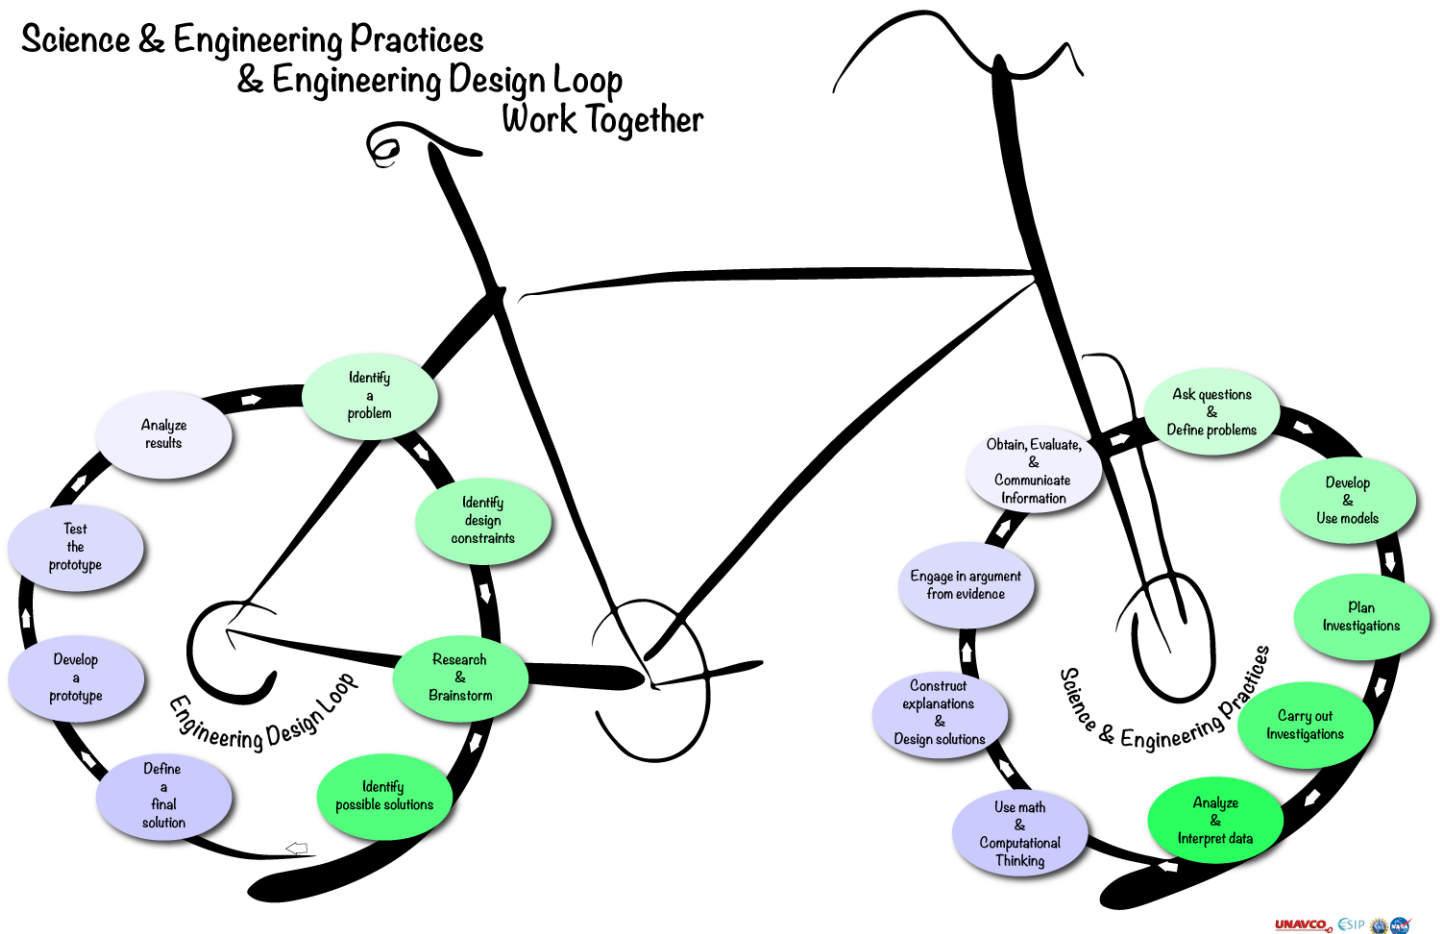 Science & Engineering Practices
& Engineering Design Loop
Work Together
Identify
a
problem
Identify
design
constraints
Research
&
Brainstorm
Identify
possible solutions
Define
a
final
solution
Develop
a
prototype
Test
the
prototype
Analyze
results
Engineering Design Loop
Ask questions
&
Define problems
Develop
&
Use models
Plan
Investigations
Carry out
Investigations
Analyze
&
Interpret data
Use math
&
Computational
Thinking
Construct
explanations
&
Design solutions
Engage in argument
from evidence
Obtain, Evaluate,
&
Communicate
Information
Science & Engineering Practices
UNAVCO
ESIP
NASA